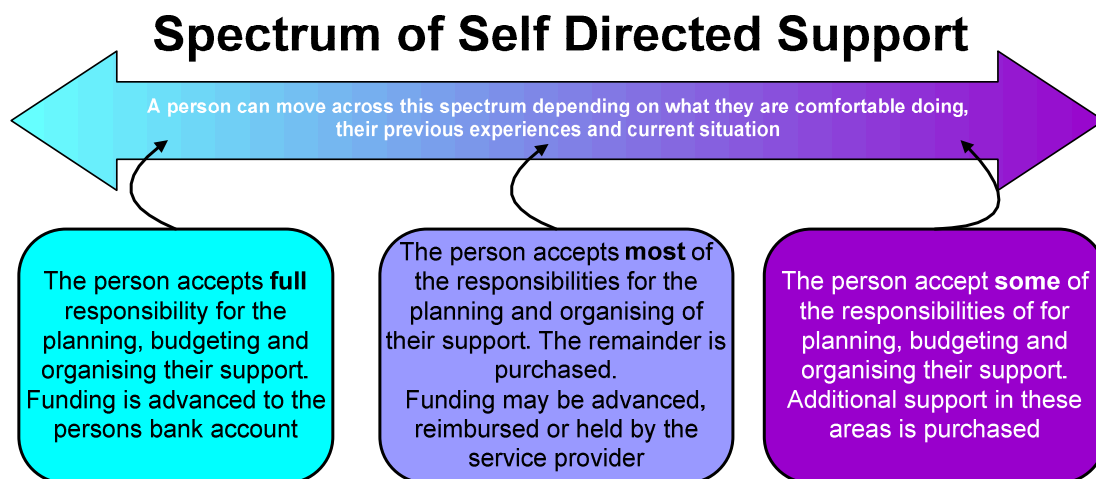 Spectrum of Self Directed Support
A person can move across this spectrum depending on what they are comfortable doing,
their previous experiences and current situation
The person accepts full
responsibility for the
planning, budgeting and
organising their support.
Funding is advanced to the
persons bank account
The person accepts most of
the responsibilities for the
planning and organising of
their support. The remainder is
purchased.
Funding may be advanced,
reimbursed or held by the
service provider
The person accept some of
the responsibilities of for
planning, budgeting and
organising their support.
Additional support in these
areas is purchased